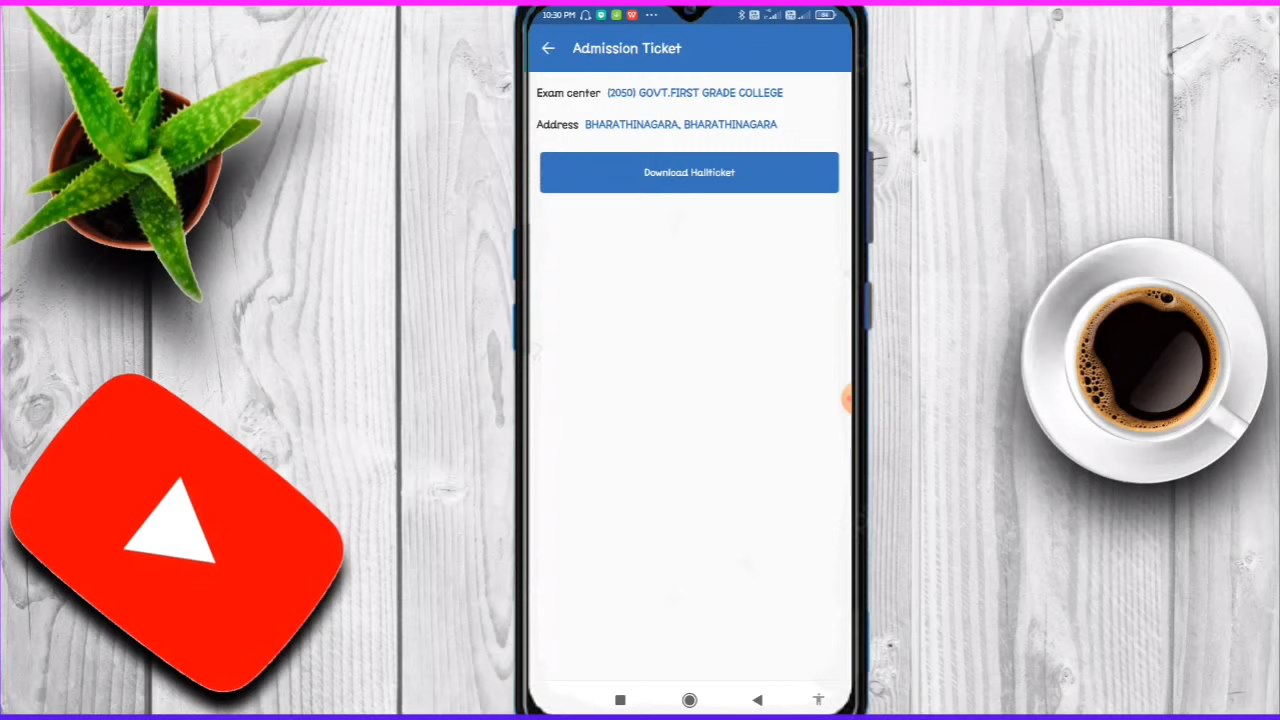 10:30 PM
Admission Ticket
Exam center (2050) GOVT.FIRST GRADE COLLEGE
Address BHARATHINAGARA, BHARATHINAGARA
Download Hallticket